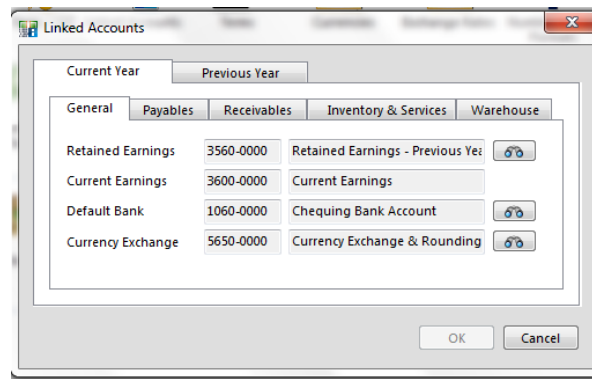 Linked Accounts
Current Year Previous Year
General Payables Receivables Inventory & Services Warehouse
Retained Earnings 3560-0000 Retained Earnings - Previous Yea
Current Earnings 3600-0000 Current Earnings
Default Bank 1060-0000 Chequing Bank Account
Currency Exchange 5650-0000 Currency Exchange & Rounding
OK Cancel